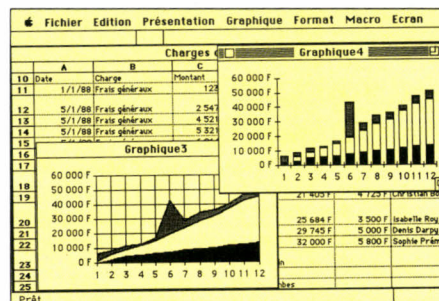 Fichier Edition Présentation Graphique Format Macro Ecran
Charges
A B C
10 Date Charge Montant
11 1/1/88 Frais généraux 123
12 5/1/88 Frais généraux 2 547
13 5/1/88 Frais généraux 4 521
14 5/1/88 Frais généraux 5 321
15
16
17
18
19
20
21
22
23
24
25
Graphique4
60 000 F
50 000 F
40 000 F
30 000 F
20 000 F
10 000 F
0 F
1 2 3 4 5 6 7 8 9 10 11 12
Graphique3
60 000 F
50 000 F
40 000 F
30 000 F
20 000 F
10 000 F
0 F
1 2 3 4 5 6 7 8 9 10 11 12
21 405 4 725 Christian
25 684 F 3 500 F Isabelle Roy
29 745 F 5 000 F Denis Darpy
32 000 F 5 800 F Sophie
Prêt